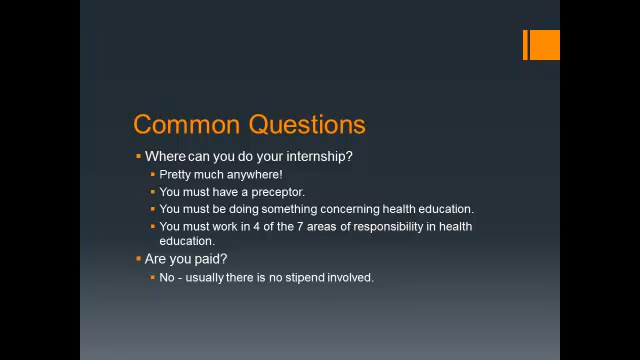 Common Questions
Where can you do your internship?
Pretty much anywhere!
You must have a preceptor.
You must be doing something concerning health education.
You must work in 4 of the 7 areas of responsibility in health
education.
Are you paid?
No - usually there is no stipend involved.